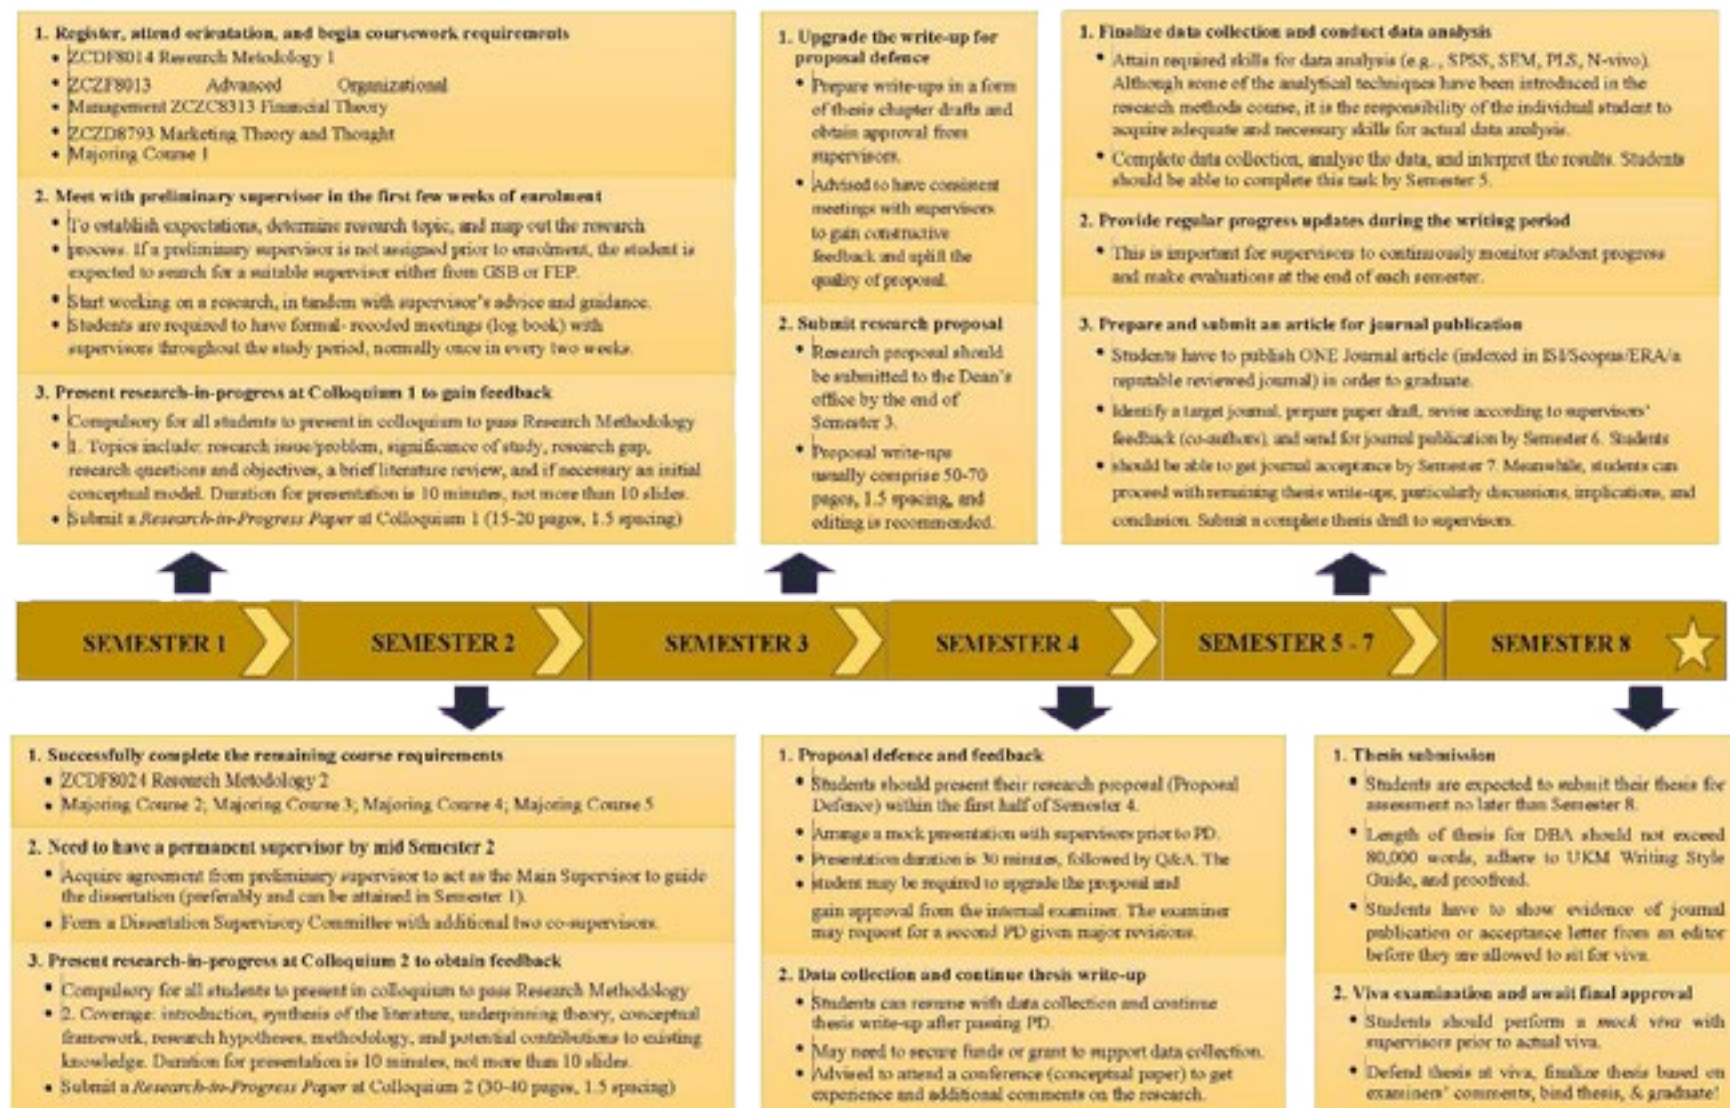 1. Register, attend orientation, and begin coursework requirements
• ZCDF8014 Research Metodology 1
• ZCZF8013 Advanced Organizational
• Management ZCZC8313 Financial Theory
• ZCZD8793 Marketing Theory and Thought
• Majoring Course 1
2. Meet with preliminary supervisor in the first few weeks of enrolment
• To establish expectations, determine research topic, and map out the research
• process. If a preliminary supervisor is not assigned prior to enrolment, the student is
expected to search for a suitable supervisor either from GSB or FEP.
• Start working on a research, in tandem with supervisor's advice and guidance.
• Students are required to have formal- recoded meetings (log book) with
supervisors throughout the study period, normally once in every two weeks.
3. Present research-in-progress at Colloquium 1 to gain feedback
• Compulsory for all students to present in colloquium to pass Research Methodology
• 1. Topics include: research issue/problem, significance of study, research gap,
research questions and objectives, a brief literature review, and if necessary an initial
conceptual model. Duration for presentation is 10 minutes, not more than 10 slides.
• Submit a Research-in-Progress Paper at Colloquium 1 (15-20 pages, 1.5 spacing)
1. Upgrade the write-up for
proposal defence
• Prepare write-ups in a form
of thesis chapter drafts and
obtain approval from
supervisors.
• Advised to have consistent
meetings with supervisors
to gain constructive
feedback and uplift the
quality of proposal.
2. Submit research proposal
• Research proposal should
be submitted to the Dean's
office by the end of
Semester 3.
• Proposal write-ups
usually comprise 50-70
pages, 1.5 spacing, and
editing is recommended.
1. Finalize data collection and conduct data analysis
• Attain required skills for data analysis (e.g., SPSS, SEM, PLS, N-vivo).
Although some of the analytical techniques have been introduced in the
research methods course, it is the responsibility of the individual student to
acquire adequate and necessary skills for actual data analysis.
• Complete data collection, analyse the data, and interpret the results. Students
should be able to complete this task by Semester 5.
2. Provide regular progress updates during the writing period
• This is important for supervisors to continuously monitor student progress
and make evaluations at the end of each semester.
3. Prepare and submit an article for journal publication
• Students have to publish ONE Journal article (indexed in ISI/Scopus/ERA/a
reputable reviewed journal) in order to graduate.
• Identify a target journal, prepare paper draft, revise according to supervisors'
feedback (co-authors), and send for journal publication by Semester 6. Students
• should be able to get journal acceptance by Semester 7. Meanwhile, students can
proceed with remaining thesis write-ups, particularly discussions, implications, and
conclusion. Submit a complete thesis draft to supervisors.
SEMESTER 1
SEMESTER 2
SEMESTER 3
SEMESTER 4
SEMESTER 5 - 7
SEMESTER 8
1. Successfully complete the remaining course requirements
• ZCDF8024 Research Metodology 2
• Majoring Course 2; Majoring Course 3; Majoring Course 4; Majoring Course 5
2. Need to have a permanent supervisor by mid Semester 2
• Acquire agreement from preliminary supervisor to act as the Main Supervisor to guide
the dissertation (preferably and can be attained in Semester 1).
• Form a Dissertation Supervisory Committee with additional two co-supervisors.
3. Present research-in-progress at Colloquium 2 to obtain feedback
• Compulsory for all students to present in colloquium to pass Research Methodology
• 2. Coverage: introduction, synthesis of the literature, underpinning theory, conceptual
framework, research hypotheses, methodology, and potential contributions to existing
knowledge. Duration for presentation is 10 minutes, not more than 10 slides.
• Submit a Research-in-Progress Paper at Colloquium 2 (30-40 pages, 1.5 spacing)
1. Proposal defence and feedback
• Students should present their research proposal (Proposal
Defence) within the first half of Semester 4.
• Arrange a mock presentation with supervisors prior to PD.
• Presentation duration is 30 minutes, followed by Q&A. The
• student may be required to upgrade the proposal and
gain approval from the internal examiner. The examiner
may request for a second PD given major revisions.
2. Data collection and continue thesis write-up
• Students can resume with data collection and continue
thesis write-up after passing PD.
• May need to secure funds or grant to support data collection.
• Advised to attend a conference (conceptual paper) to get
experience and additional comments on the research.
1. Thesis submission
• Students are expected to submit their thesis for
assessment no later than Semester 8.
• Length of thesis for DBA should not exceed
80,000 words, adhere to UKM Writing Style
Guide, and proofread.
• Students have to show evidence of journal
publication or acceptance letter from an editor
before they are allowed to sit for viva.
2. Viva examination and await final approval
• Students should perform a mock viva with
supervisors prior to actual viva.
• Defend thesis at viva, finalize thesis based on
examiners' comments, bind thesis, & graduate!